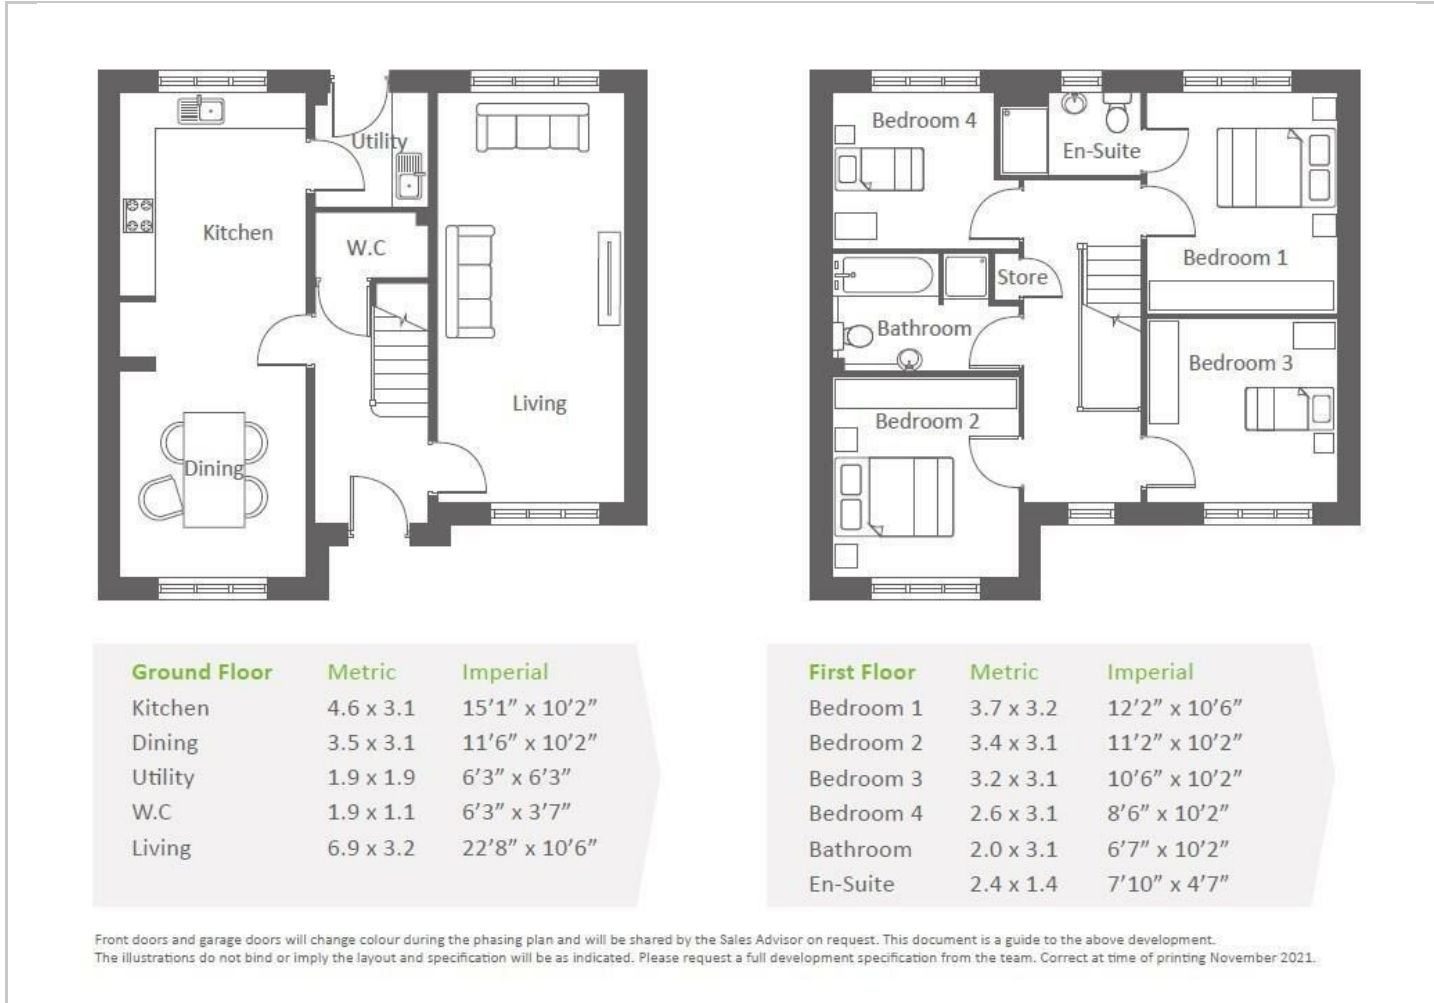 Utility
Kitchen
W.C
Living
Dining
Bedroom 4
En-Suite
Bedroom 1
Store
Bathroom
Bedroom 3
Bedroom 2
Ground Floor Metric Imperial
Kitchen 4.6 x 3.1 15’1” x 10’2”
Dining 3.5 x 3.1 11’6” x 10’2”
Utility 1.9 x 1.9 6’3” x 6’3”
W.C 1.9 x 1.1 6’3” x 3’7”
Living 6.9 x 3.2 22’8” x 10’6”
First Floor Metric Imperial
Bedroom 1 3.7 x 3.2 12’2” x 10’6”
Bedroom 2 3.4 x 3.1 11’2” x 10’2”
Bedroom 3 3.2 x 3.1 10’6” x 10’2”
Bedroom 4 2.6 x 3.1 8’6” x 10’2”
Bathroom 2.0 x 3.1 6’7” x 10’2”
En-Suite 2.4 x 1.4 7’10” x 4’7”
Front doors and garage doors will change colour during the phasing plan and will be shared by the Sales Advisor on request. This document is a guide to the above development.
The illustrations do not bind or imply the layout and specification will be as indicated. Please request a full development specification from the team. Correct at time of printing November 2021.